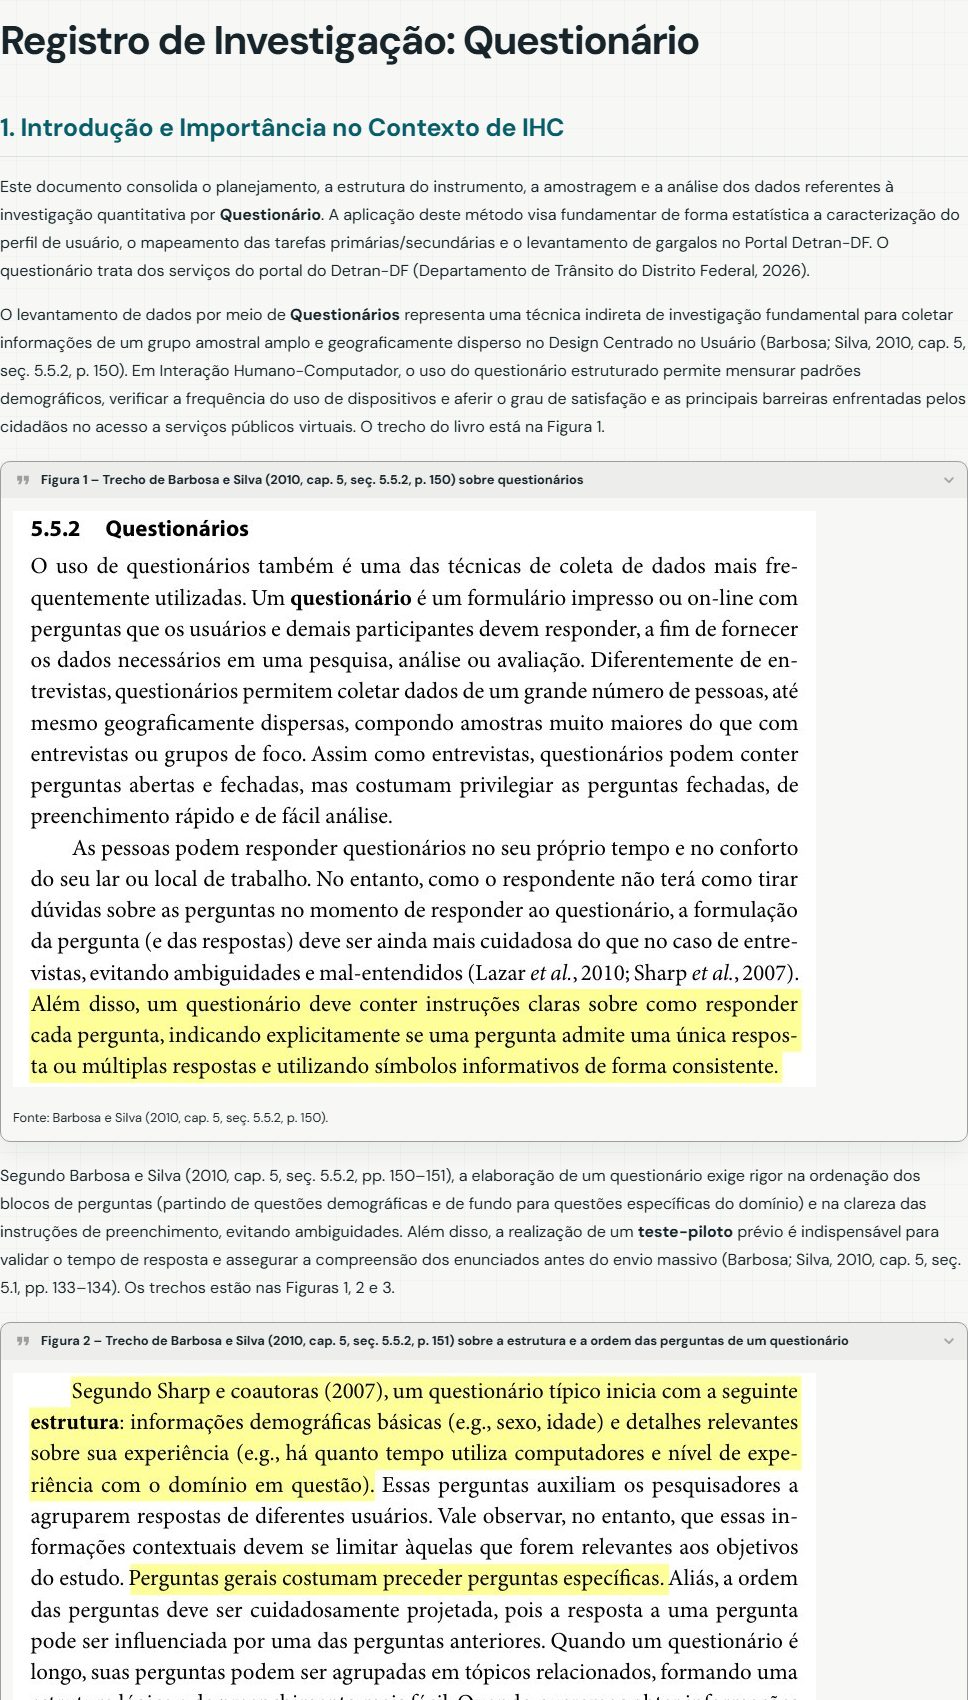 Registro de Investigação: Questionário
1. Introdução e Importância no Contexto de IHC
Este documento consolida o planejamento, a estrutura do instrumento, a amostragem e a análise dos dados referentes à
investigação quantitativa por Questionário. A aplicação deste método visa fundamentar de forma estatística a caracterização do
perfil de usuário, o mapeamento das tarefas primárias/secundárias e o levantamento de gargalos no Portal Detran-DF. O
questionário trata dos serviços do portal do Detran-DF (Departamento de Trânsito do Distrito Federal, 2026).
O levantamento de dados por meio de Questionários representa uma técnica indireta de investigação fundamental para coletar
informações de um grupo amostral amplo e geograficamente disperso no Design Centrado no Usuário (Barbosa; Silva, 2010, cap. 5,
seç. 5.5.2, p. 150). Em Interação Humano-Computador, o uso do questionário estruturado permite mensurar padrões
demográficos, verificar a frequência do uso de dispositivos e aferir o grau de satisfação e as principais barreiras enfrentadas pelos
cidadãos no acesso a serviços públicos virtuais. O trecho do livro está na Figura 1.
Figura 1 – Trecho de Barbosa e Silva (2010, cap. 5, seç. 5.5.2, p. 150) sobre questionários
5.5.2 Questionários
O uso de questionários também é uma das técnicas de coleta de dados mais fre-
quentemente utilizadas. Um questionário é um formulário impresso ou on-line com
perguntas que os usuários e demais participantes devem responder, a fim de fornecer
os dados necessários em uma pesquisa, análise ou avaliação. Diferentemente de en-
trevistas, questionários permitem coletar dados de um grande número de pessoas, até
mesmo geograficamente dispersas, compondo amostras muito maiores do que com
entrevistas ou grupos de foco. Assim como entrevistas, questionários podem conter
perguntas abertas e fechadas, mas costumam privilegiar as perguntas fechadas, de
preenchimento rápido e de fácil análise.
As pessoas podem responder questionários no seu próprio tempo e no conforto
do seu lar ou local de trabalho. No entanto, como o respondente não terá como tirar
dúvidas sobre as perguntas no momento de responder ao questionário, a formulação
da pergunta (e das respostas) deve ser ainda mais cuidadosa do que no caso de entre-
vistas, evitando ambiguidades e mal-entendidos (Lazar et al., 2010; Sharp et al., 2007).
Além disso, um questionário deve conter instruções claras sobre como responder
cada pergunta, indicando explicitamente se uma pergunta admite uma única respos-
ta ou múltiplas respostas e utilizando símbolos informativos de forma consistente.
Fonte: Barbosa e Silva (2010, cap. 5, seç. 5.5.2, p. 150).
Segundo Barbosa e Silva (2010, cap. 5, seç. 5.5.2, pp. 150–151), a elaboração de um questionário exige rigor na ordenação dos
blocos de perguntas (partindo de questões demográficas e de fundo para questões específicas do domínio) e na clareza das
instruções de preenchimento, evitando ambiguidades. Além disso, a realização de um teste-piloto prévio é indispensável para
validar o tempo de resposta e assegurar a compreensão dos enunciados antes do envio massivo (Barbosa; Silva, 2010, cap. 5, seç.
5.1, pp. 133–134). Os trechos estão nas Figuras 1, 2 e 3.
Figura 2 – Trecho de Barbosa e Silva (2010, cap. 5, seç. 5.5.2, p. 151) sobre a estrutura e a ordem das perguntas de um questionário
Segundo Sharp e coautoras (2007), um questionário típico inicia com a seguinte
estrutura: informações demográficas básicas (e.g., sexo, idade) e detalhes relevantes
sobre sua experiência (e.g., há quanto tempo utiliza computadores e nível de expe-
riência com o domínio em questão). Essas perguntas auxiliam os pesquisadores a
agruparem respostas de diferentes usuários. Vale observar, no entanto, que essas in-
formações contextuais devem se limitar àquelas que forem relevantes aos objetivos
do estudo. Perguntas gerais costumam preceder perguntas específicas. Aliás, a ordem
das perguntas deve ser cuidadosamente projetada, pois a resposta a uma pergunta
pode ser influenciada por uma das perguntas anteriores. Quando um questionário é
longo, suas perguntas podem ser agrupadas em tópicos relacionados, formando uma